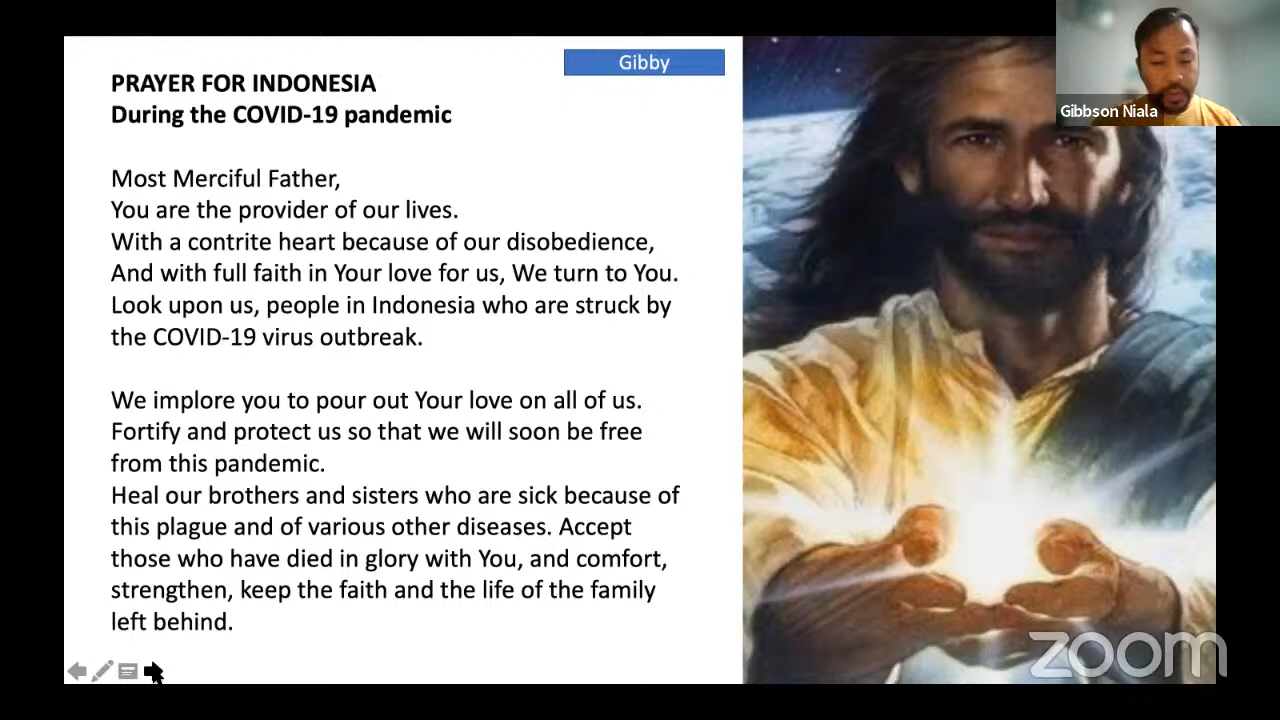 Gibby
PRAYER FOR INDONESIA
During the COVID-19 pandemic
Most Merciful Father,
You are the provider of our lives.
With a contrite heart because of our disobedience,
And with full faith in Your love for us, We turn to You.
Look upon us, people in Indonesia who are struck by
the COVID-19 virus outbreak.
We implore you to pour out Your love on all of us.
Fortify and protect us so that we will soon be free
from this pandemic.
Heal our brothers and sisters who are sick because of
this plague and of various other diseases. Accept
those who have died in glory with You, and comfort,
strengthen, keep the faith and the life of the family
left behind.
Gibbson Niala
zoom